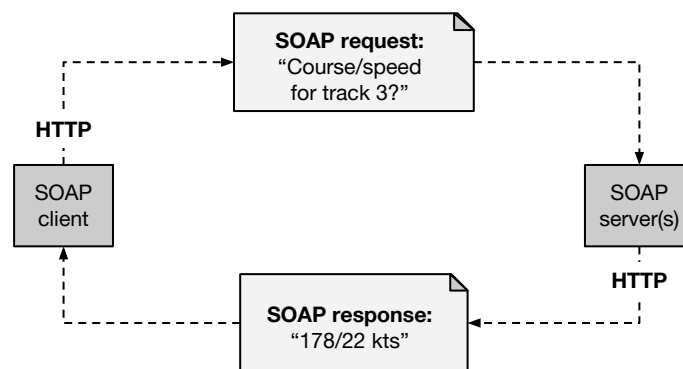 SOAP request:
“Course/speed
for track 3?”
HTTP
SOAP
client
SOAP
server(s)
HTTP
SOAP response:
“178/22 kts”